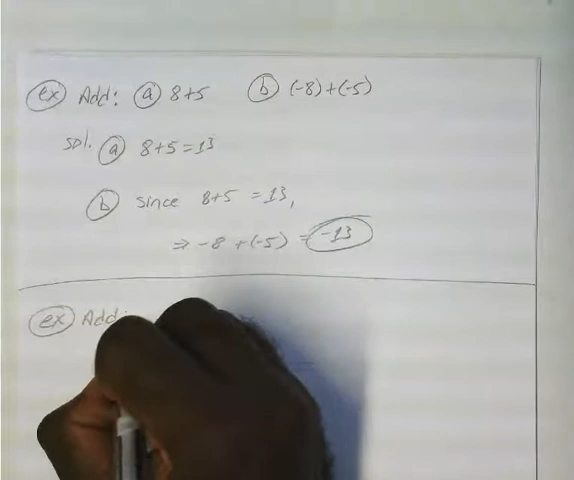 ex Add: a 8+5 b (-8)+(-5)
sol. a 8+5=13
b since 8+5 =13,
⇒ -8 +(-5) = -13
ex Add: